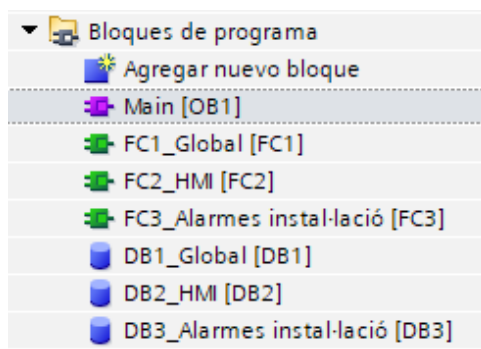 Bloques de programa
Agregar nuevo bloque
Main [OB1]
FC1_Global [FC1]
FC2_HMI [FC2]
FC3_Alarmes instal·lació [FC3]
DB1_Global [DB1]
DB2_HMI [DB2]
DB3_Alarmes instal·lació [DB3]